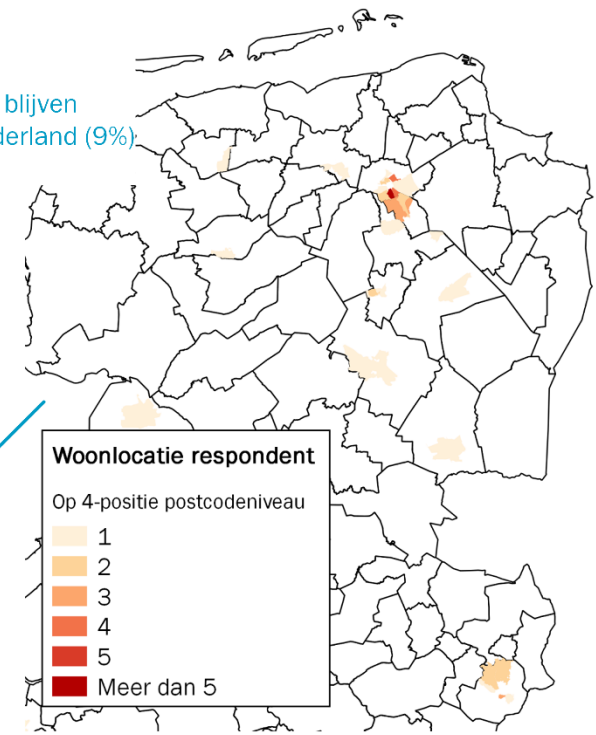 blijven
derland (9%)
Woonlocatie respondent
Op 4-positie postcodeniveau
1
2
3
4
5
Meer dan 5